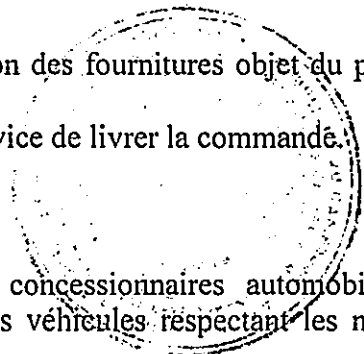 on des fournitures objet du p
vice de livrer la commande.
concessionnaires automobi
s véhicules respectant les n